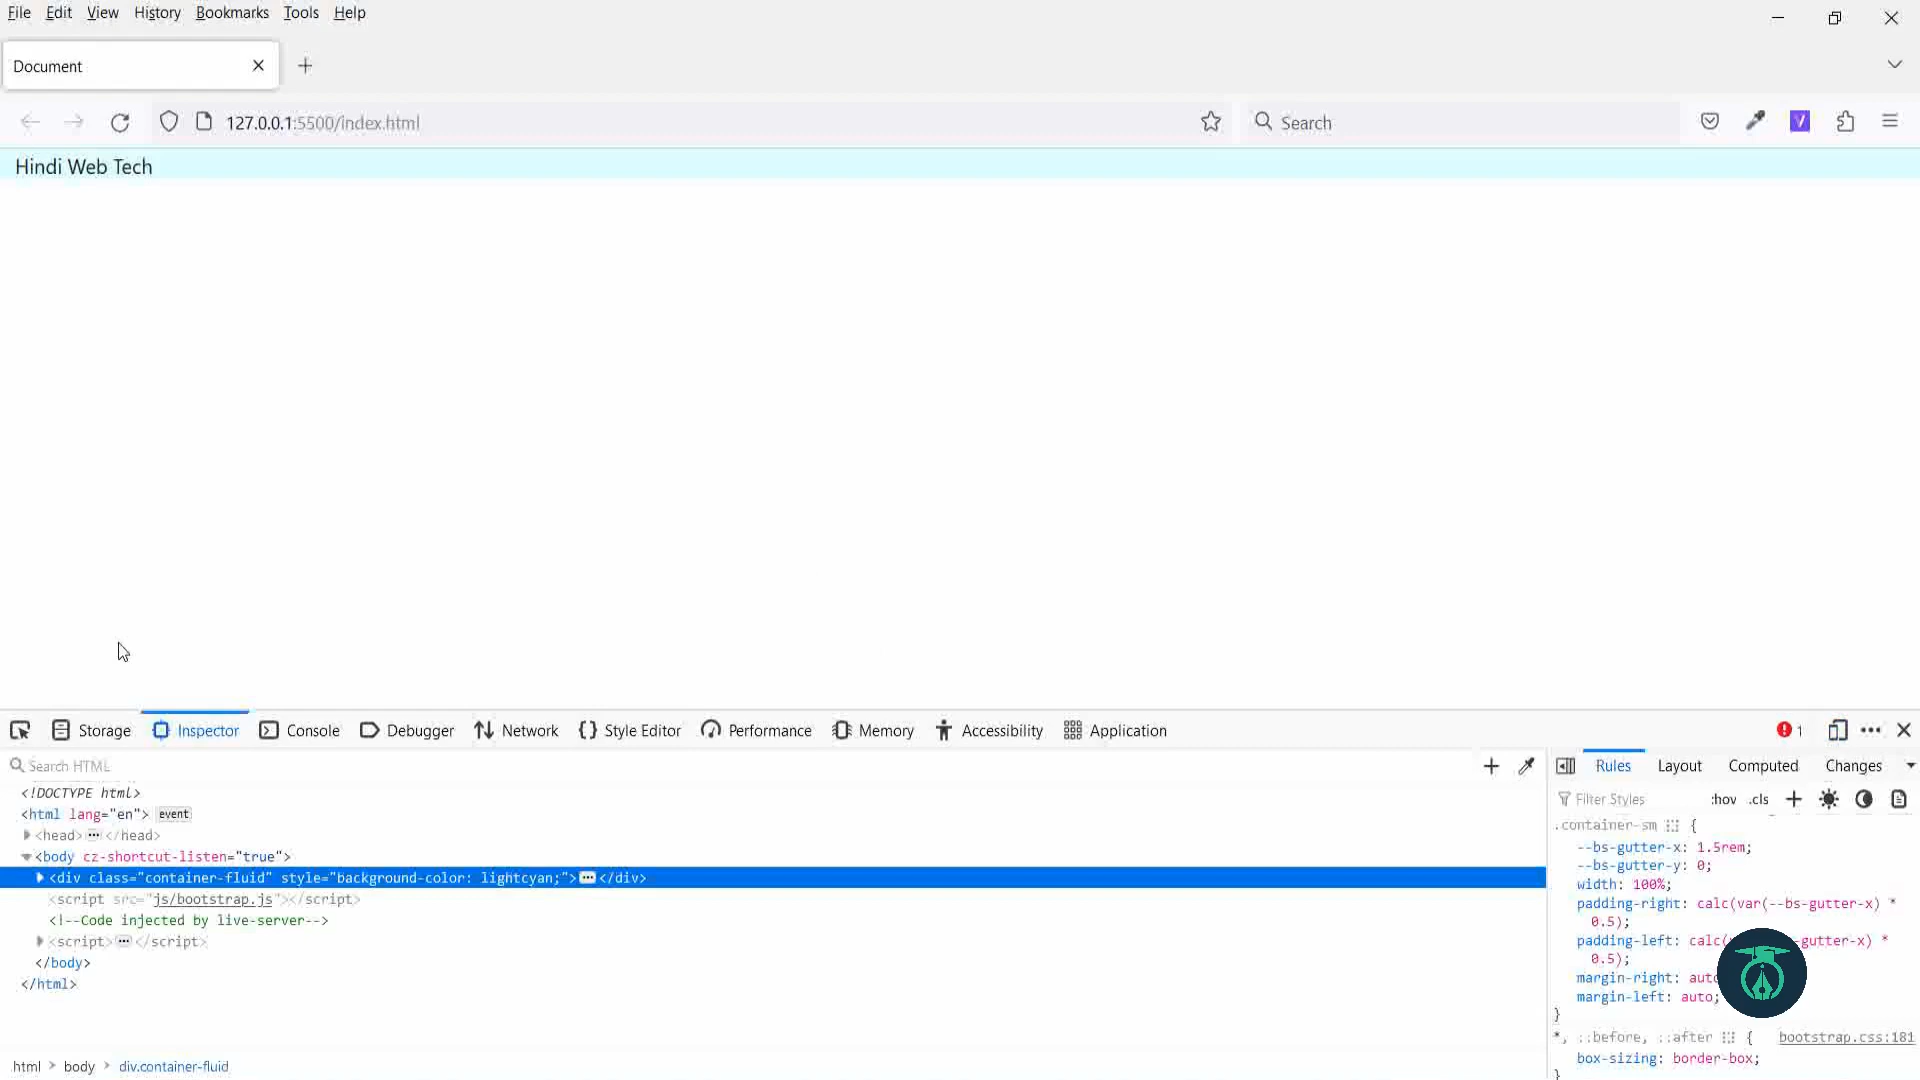 File Edit View History Bookmarks Tools Help
Document
127.0.0.1:5500/index.html
Search
Hindi Web Tech
Storage Inspector Console Debugger Network Style Editor Performance Memory Accessibility Application 1
Search HTML
Rules Layout Computed Changes
Filter Styles :hov .cls
<!DOCTYPE html>
<html lang="en"> event
<head> ··· </head>
<body cz-shortcut-listen="true">
<div class="container-fluid" style="background-color: lightcyan;"> ··· </div>
<script src="js/bootstrap.js"></script>
<!--Code injected by live-server-->
<script> ··· </script>
</body>
</html>
html > body > div.container-fluid
.container-sm {
--bs-gutter-x: 1.5rem;
--bs-gutter-y: 0;
width: 100%;
padding-right: calc(var(--bs-gutter-x) *
0.5);
padding-left: calc( -gutter-x) *
0.5);
margin-right: auto
margin-left: auto;
}
*, ::before, ::after { bootstrap.css:181
box-sizing: border-box;
}